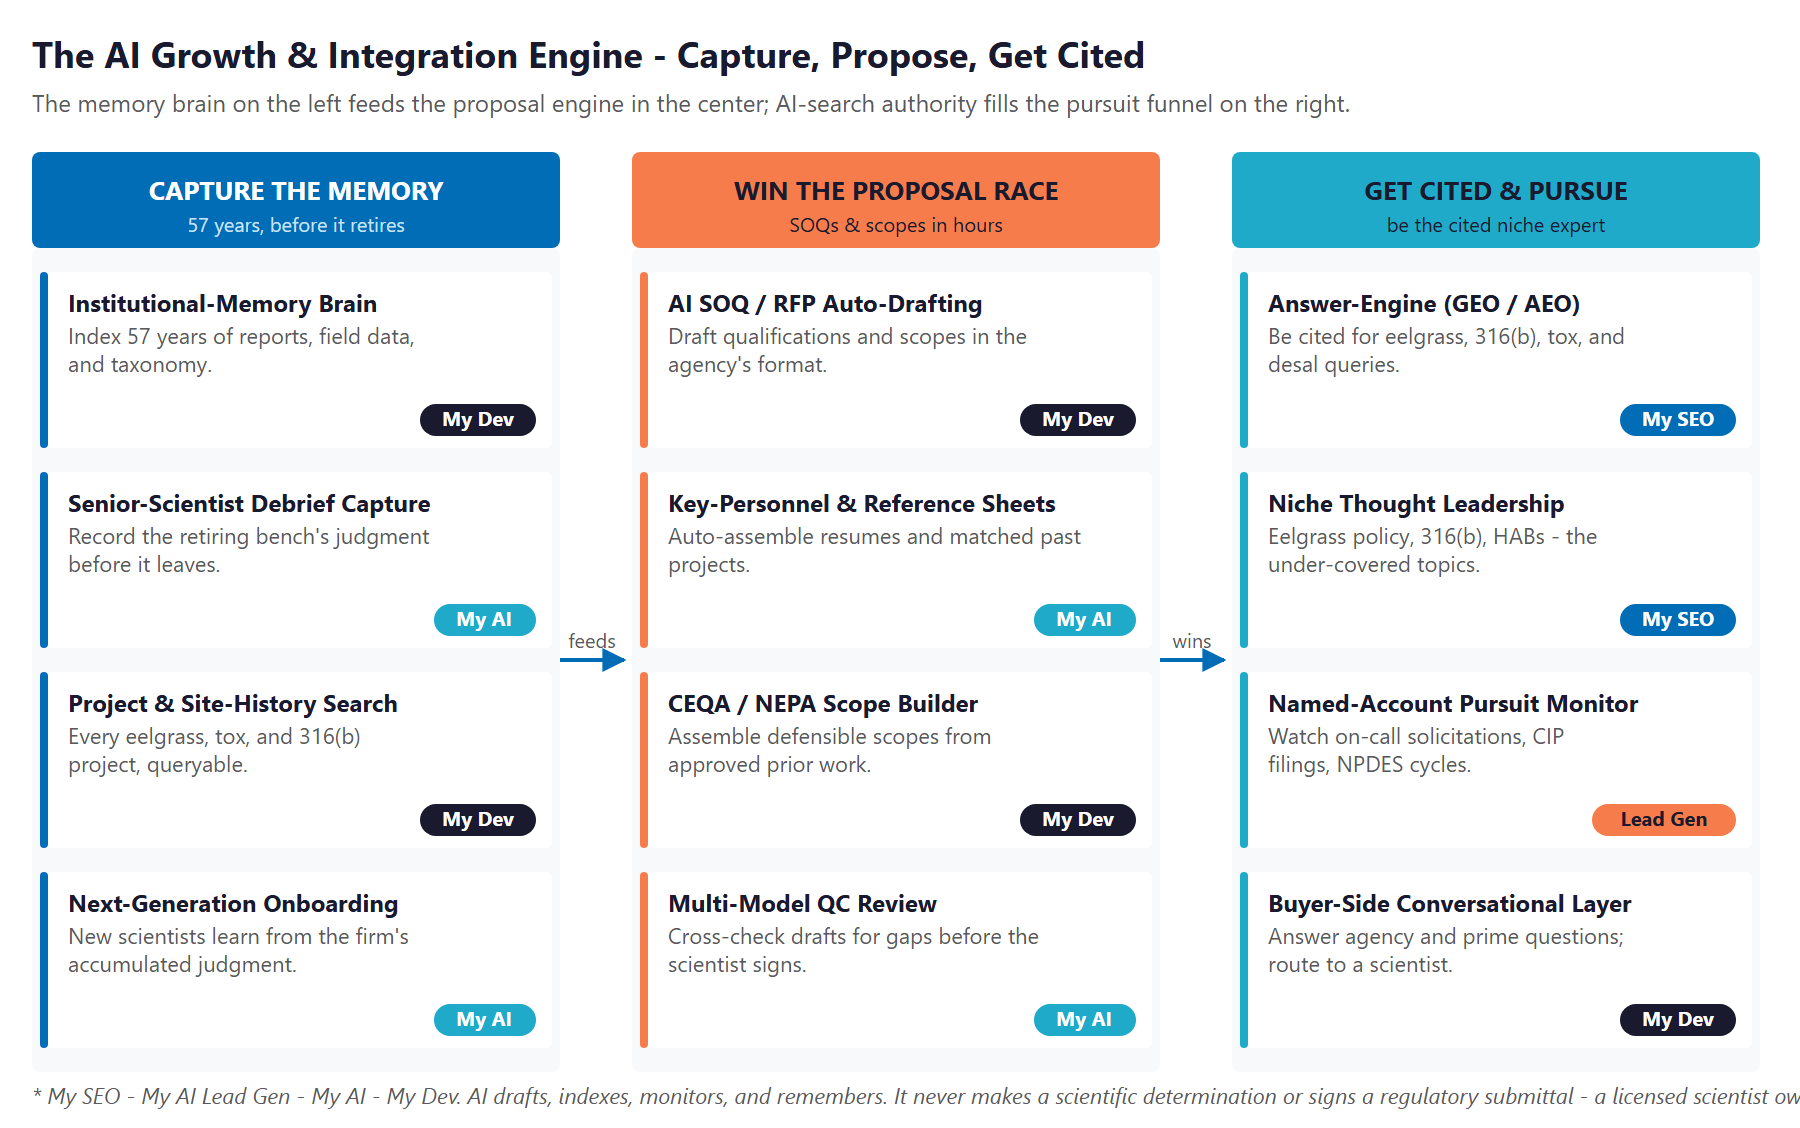 The AI Growth & Integration Engine - Capture, Propose, Get Cited
The memory brain on the left feeds the proposal engine in the center; AI-search authority fills the pursuit funnel on the right.
CAPTURE THE MEMORY
57 years, before it retires
Institutional-Memory Brain
Index 57 years of reports, field data,
and taxonomy.
My Dev
Senior-Scientist Debrief Capture
Record the retiring bench's judgment
before it leaves.
My AI
Project & Site-History Search
Every eelgrass, tox, and 316(b)
project, queryable.
My Dev
Next-Generation Onboarding
New scientists learn from the firm's
accumulated judgment.
My AI
feeds
WIN THE PROPOSAL RACE
SOQs & scopes in hours
AI SOQ / RFP Auto-Drafting
Draft qualifications and scopes in the
agency's format.
My Dev
Key-Personnel & Reference Sheets
Auto-assemble resumes and matched past
projects.
My AI
CEQA / NEPA Scope Builder
Assemble defensible scopes from
approved prior work.
My Dev
Multi-Model QC Review
Cross-check drafts for gaps before the
scientist signs.
My AI
wins
GET CITED & PURSUE
be the cited niche expert
Answer-Engine (GEO / AEO)
Be cited for eelgrass, 316(b), tox, and
desal queries.
My SEO
Niche Thought Leadership
Eelgrass policy, 316(b), HABs - the
under-covered topics.
My SEO
Named-Account Pursuit Monitor
Watch on-call solicitations, CIP
filings, NPDES cycles.
Lead Gen
Buyer-Side Conversational Layer
Answer agency and prime questions;
route to a scientist.
My Dev
* My SEO - My AI Lead Gen - My AI - My Dev. AI drafts, indexes, monitors, and remembers. It never makes a scientific determination or signs a regulatory submittal - a licensed scientist